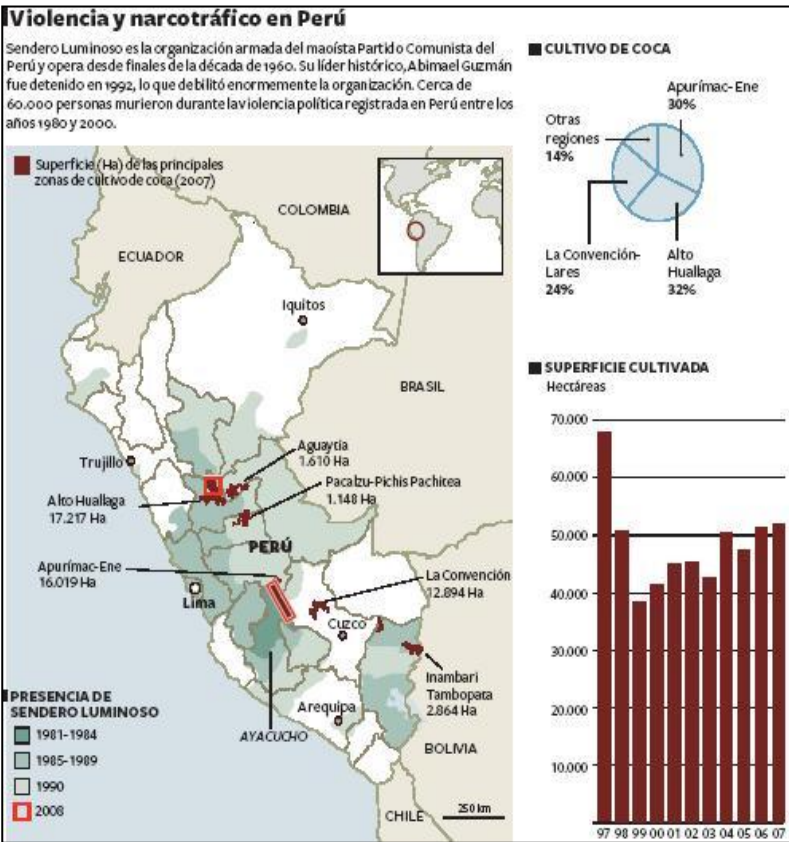 Violencia y narcotráfico en Perú
Sendero Luminoso es la organización armada del maoísta Partido Comunista del
Perú y opera desde finales de la década de 1960. Su líder histórico, Abimael Guzmán
fue detenido en 1992, lo que debilitó enormemente la organización. Cerca de
60.000 personas murieron durante la violencia política registrada en Perú entre los
años 1980 y 2000.
Superficie (Ha) de las principales
zonas de cultivo de coca (2007)
COLOMBIA
ECUADOR
Iquitos
BRASIL
Trujillo
Aguaytía
1.610 Ha
Pacalzu-Pichis Pachitea
1.148 Ha
Alto Huallaga
17.217 Ha
PERÚ
Apurímac-Ene
16.019 Ha
Lima
La Convención
12.894 Ha
Cuzco
Inambari
Tambopata
2.864 Ha
Arequipa
AYACUCHO
BOLIVIA
CHILE
250 km
PRESENCIA DE
SENDERO LUMINOSO
1981-1984
1985-1989
1990
2008
CULTIVO DE COCA
Apurímac-Ene
30%
Otras
regiones
14%
La Convención-
Lares
24%
Alto
Huallaga
32%
SUPERFICIE CULTIVADA
Hectáreas
70.000
60.000
50.000
40.000
30.000
20.000
10.000
97 98 99 00 01 02 03 04 05 06 07